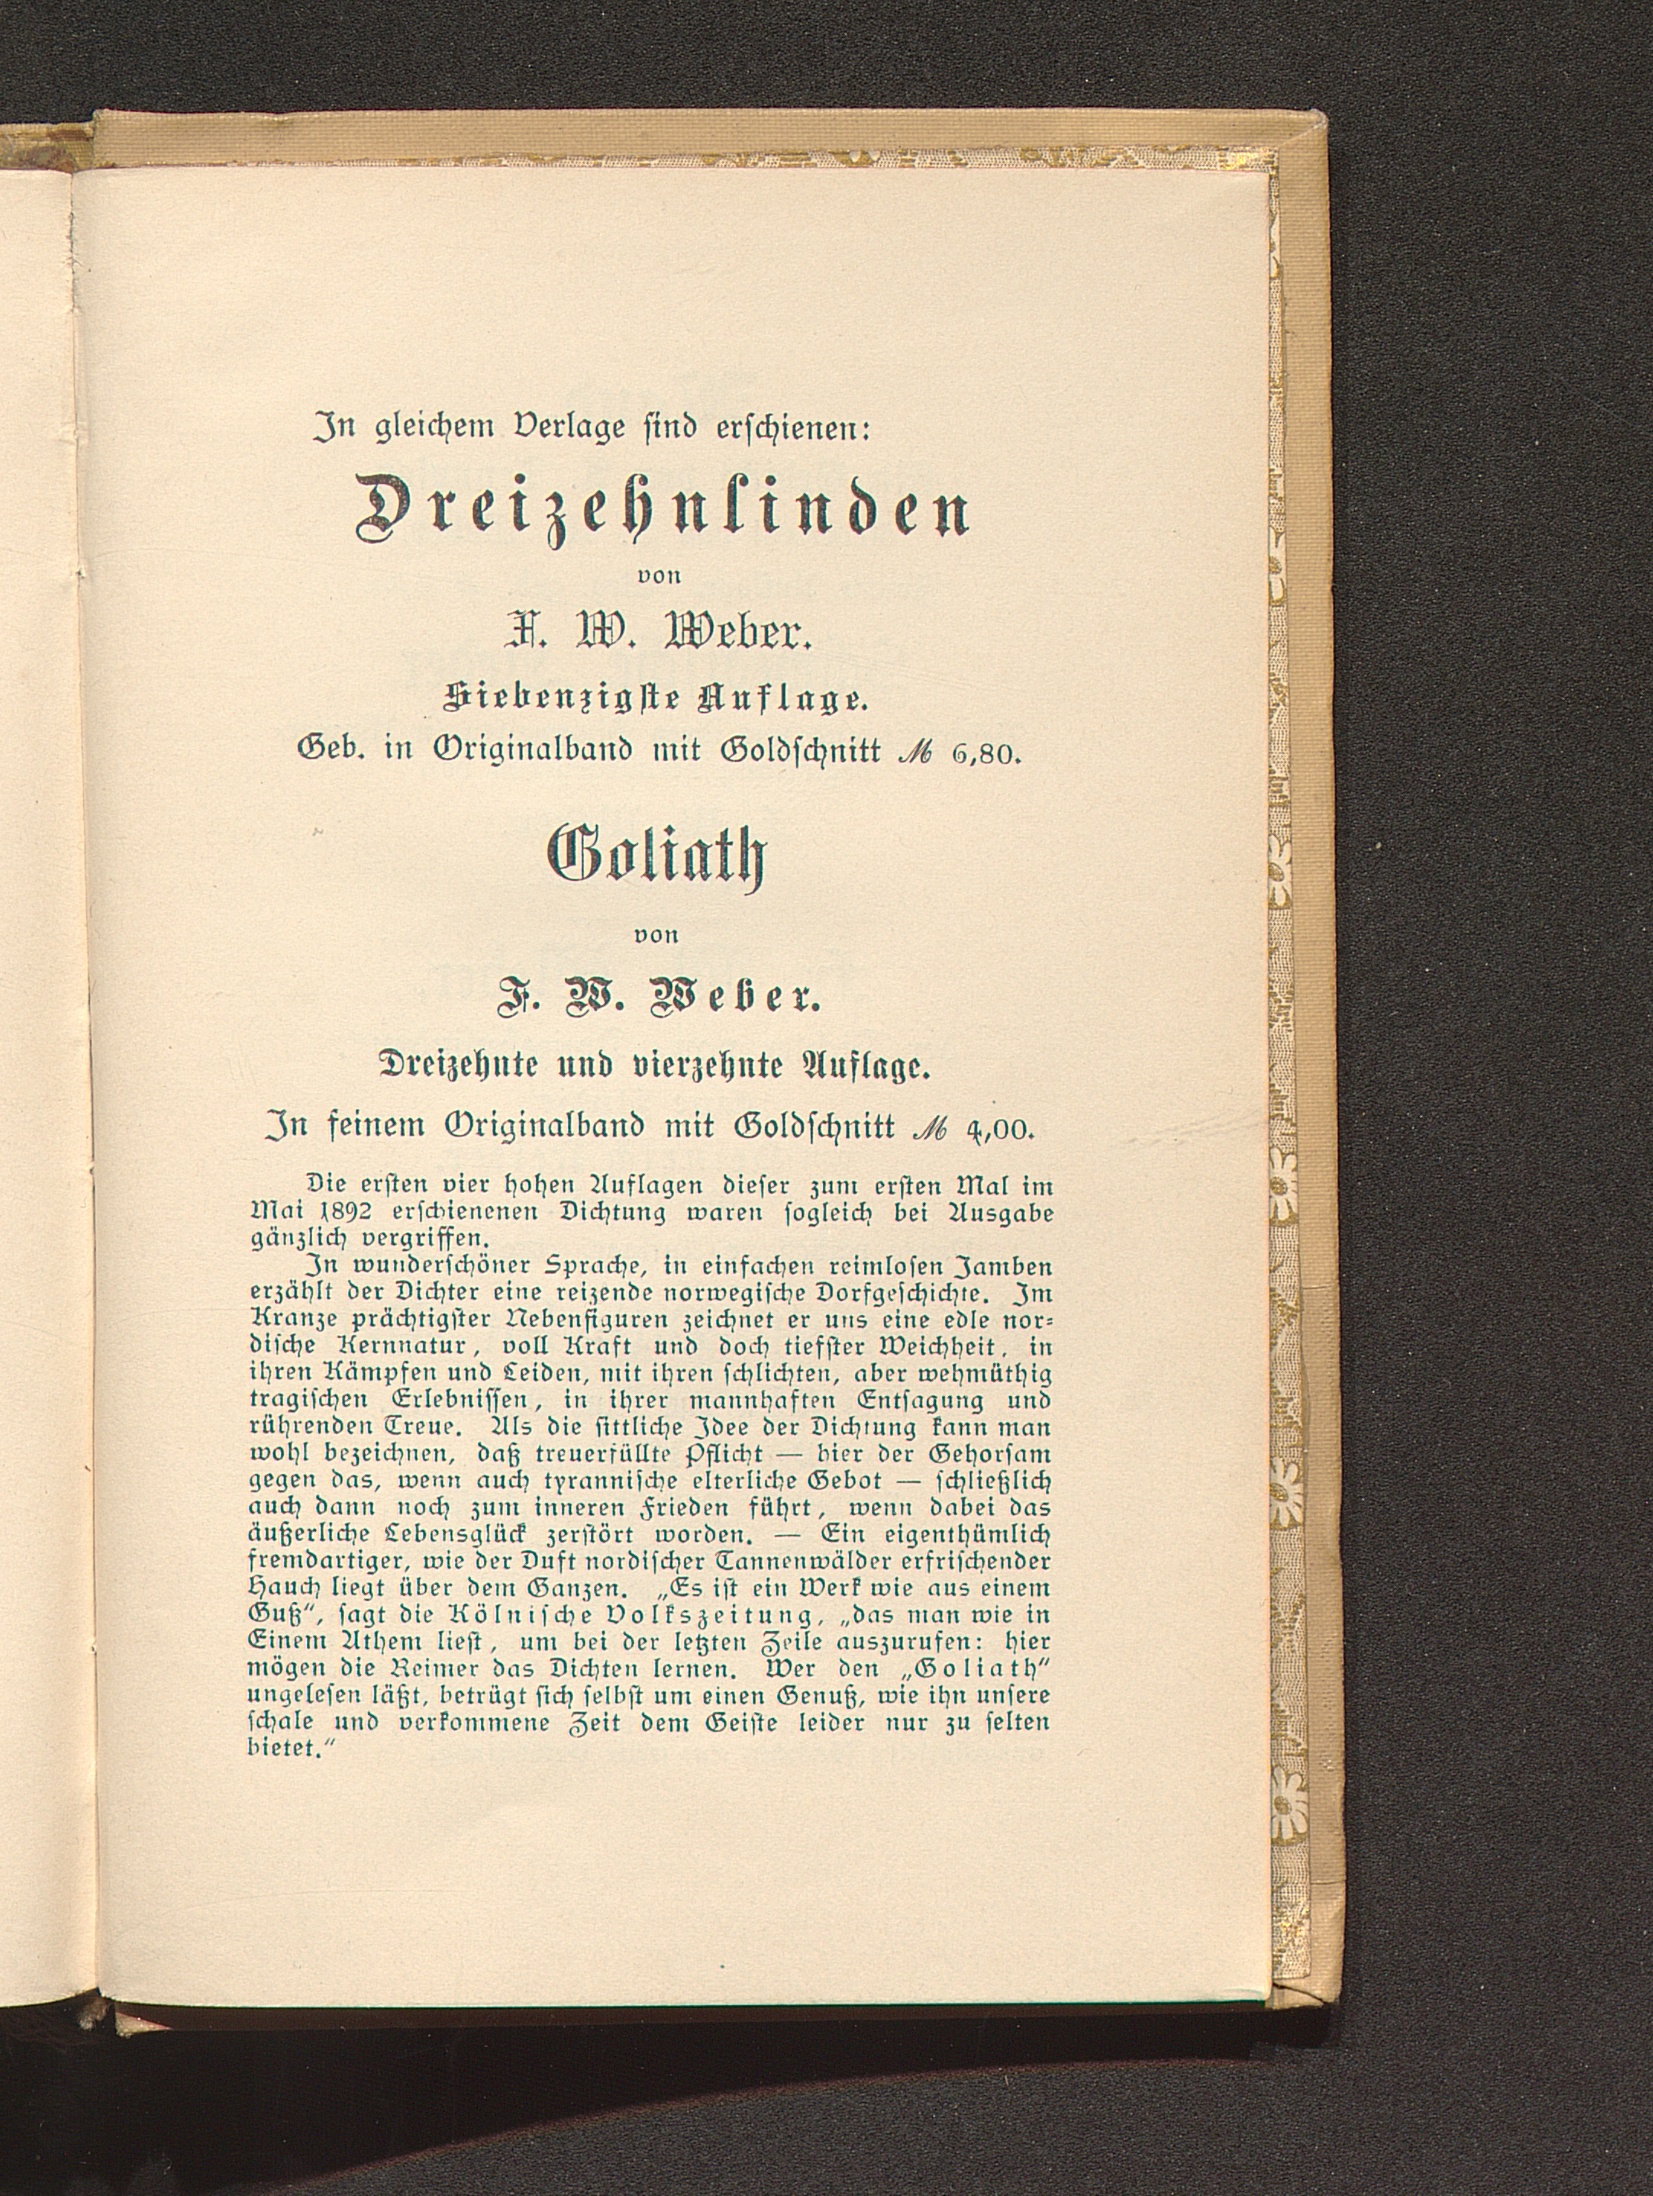 In gleichem Verlage sind erschienen:
Dreizehnlinden
von
F. W. Weber.
Siebenzigste Auflage.
Geb. in Originalband mit Goldschnitt M 6,80.
Goliath
von
F. W. Weber.
Dreizehnte und vierzehnte Auflage.
In feinem Originalband mit Goldschnitt M 4,00.
Die ersten vier hohen Auflagen dieser zum ersten Mal im
Mai 1892 erschienenen Dichtung waren sogleich bei Ausgabe
gänzlich vergriffen.
In wunderschöner Sprache, in einfachen reimlosen Jamben
erzählt der Dichter eine reizende norwegische Dorfgeschichte. Im
Kranze prächtigster Nebenfiguren zeichnet er uns eine edle nor-
dische Kernnatur, voll Kraft und doch tiefster Weichheit, in
ihren Kämpfen und Leiden, mit ihren schlichten, aber wehmüthig
tragischen Erlebnissen, in ihrer mannhaften Entsagung und
rührenden Treue. Als die sittliche Idee der Dichtung kann man
wohl bezeichnen, daß treuerfüllte Pflicht — hier der Gehorsam
gegen das, wenn auch tyrannische elterliche Gebot — schließlich
auch dann noch zum inneren Frieden führt, wenn dabei das
äußerliche Lebensglück zerstört worden. — Ein eigenthümlich
fremdartiger, wie der Duft nordischer Tannenwälder erfrischender
Hauch liegt über dem Ganzen. „Es ist ein Werk wie aus einem
Guß“, sagt die Kölnische Volkszeitung, „das man wie in
Einem Athem liest, um bei der letzten Zeile auszurufen: hier
mögen die Reimer das Dichten lernen. Wer den „Goliath“
ungelesen läßt, betrügt sich selbst um einen Genuß, wie ihn unsere
schale und verkommene Zeit dem Geiste leider nur zu selten
bietet.“